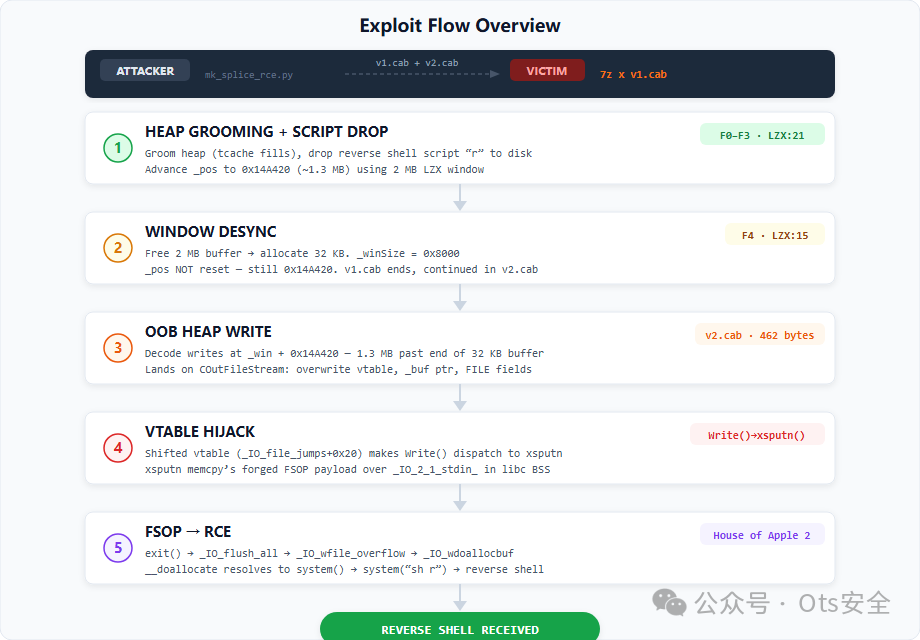 Exploit Flow Overview
ATTACKER mk_splice_rce.py v1.cab + v2.cab VICTIM 7z x v1.cab
1 HEAP GROOMING + SCRIPT DROP F0–F3 · LZX:21
Groom heap (tcache fills), drop reverse shell script “r” to disk
Advance _pos to 0x14A420 (~1.3 MB) using 2 MB LZX window
2 WINDOW DESYNC F4 · LZX:15
Free 2 MB buffer → allocate 32 KB. _winSize = 0x8000
_pos NOT reset — still 0x14A420. v1.cab ends, continued in v2.cab
3 OOB HEAP WRITE v2.cab · 462 bytes
Decode writes at _win + 0x14A420 — 1.3 MB past end of 32 KB buffer
Lands on COutFileStream: overwrite vtable, _buf ptr, FILE fields
4 VTABLE HIJACK Write()→xsputn()
Shifted vtable (_IO_file_jumps+0x20) makes Write() dispatch to xsputn
xsputn memcpy’s forged FSOP payload over _IO_2_1_stdin_ in libc BSS
5 FSOP → RCE House of Apple 2
exit() → _IO_flush_all → _IO_wfile_overflow → _IO_wdoallocbuf
__doallocate resolves to system() → system(“sh r”) → reverse shell
公众号 · Ots安全
REVERSE SHELL RECEIVED